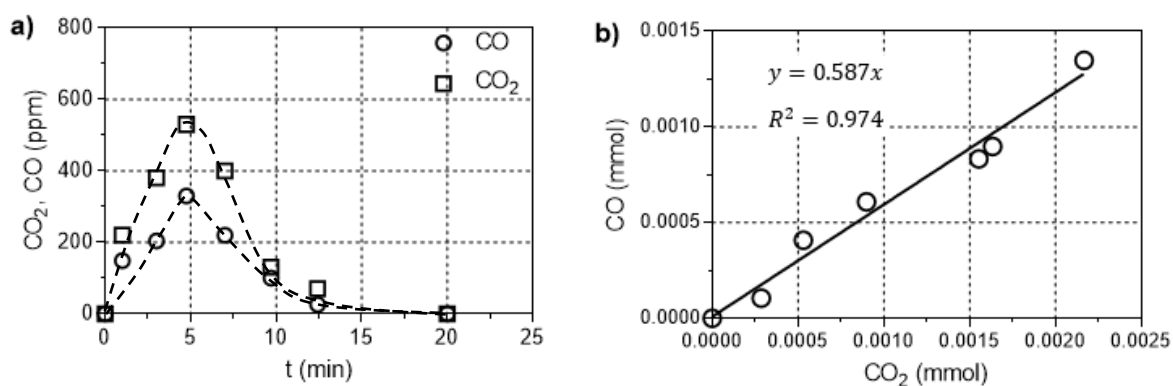 a)
800
600
400
200
0
CO₂, CO (ppm)
CO
CO₂
0 5 10 15 20 25
t (min)
b)
0.0015
0.0010
0.0005
0.0000
CO (mmol)
y = 0.587x
R² = 0.974
0.0000 0.0005 0.0010 0.0015 0.0020 0.0025
CO₂ (mmol)